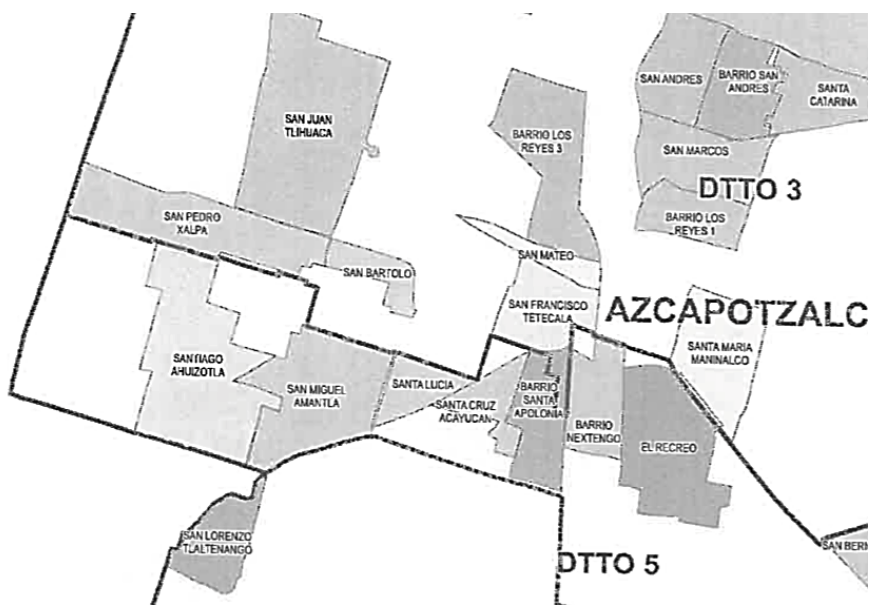 SAN ANDRES
BARRIO SAN
ANDRES
SANTA
CATARINA
SAN JUAN
TLIHUACA
BARRIO LOS
REYES 3
SAN MARCOS
DTTO 3
BARRIO LOS
REYES 1
SAN PEDRO
XALPA
SAN BARTOLO
SAN MATEO
SAN FRANCISCO
TETECALA
AZCAPOTZALC
SANTA MARIA
MANINALCO
SANTIAGO
AHUIZOTLA
SAN MIGUEL
AMANTLA
SANTA LUCIA
SANTA CRUZ
ACAYUCAN
BARRIO
SANTA
APOLONIA
BARRIO
NEXTENGO
EL RECREO
SAN LORENZO
TLALTENANGO
DTTO 5
SAN BERN